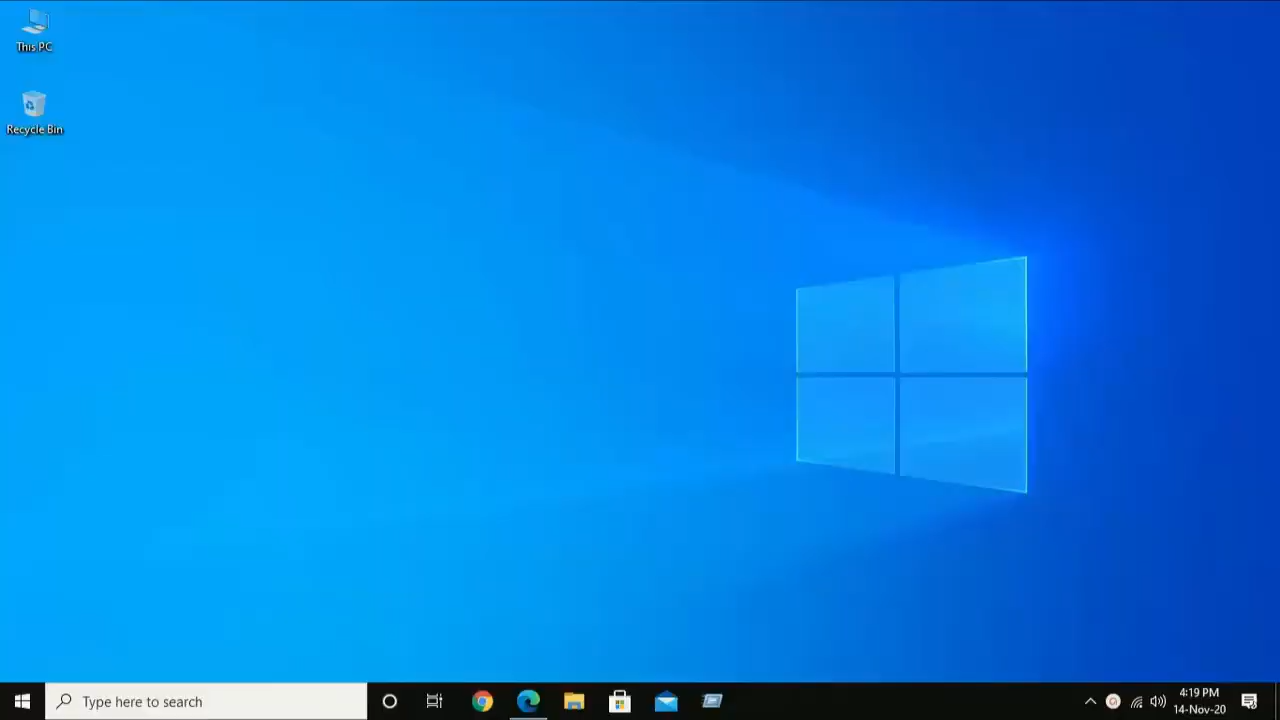 This PC
Recycle Bin
Type here to search
4:19 PM
14-Nov-20